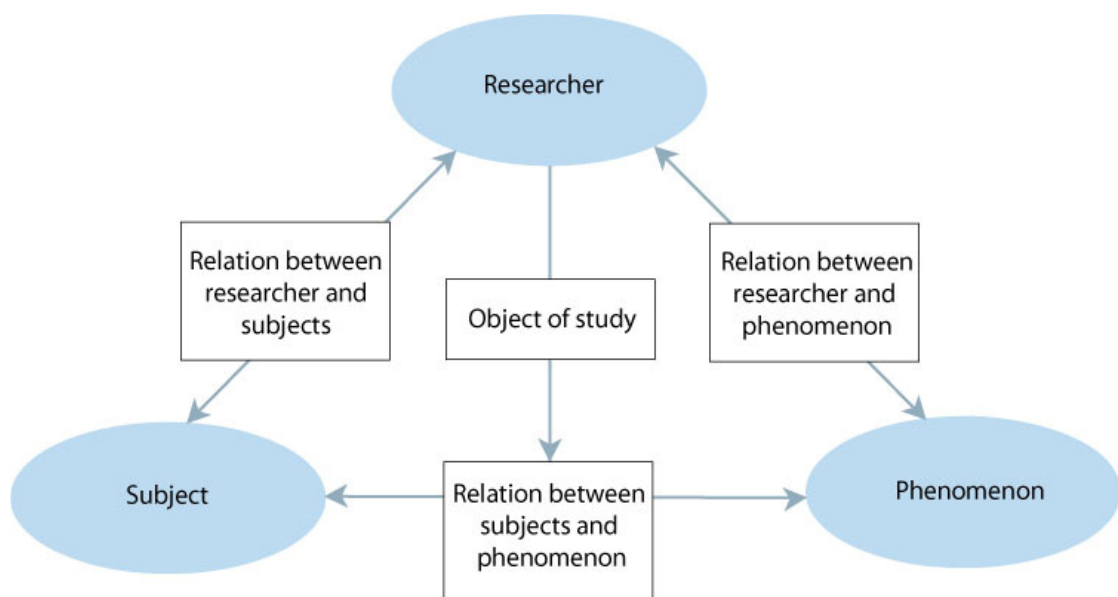 Researcher
Relation between
researcher and
subjects
Object of study
Relation between
researcher and
phenomenon
Subject
Relation between
subjects and
phenomenon
Phenomenon